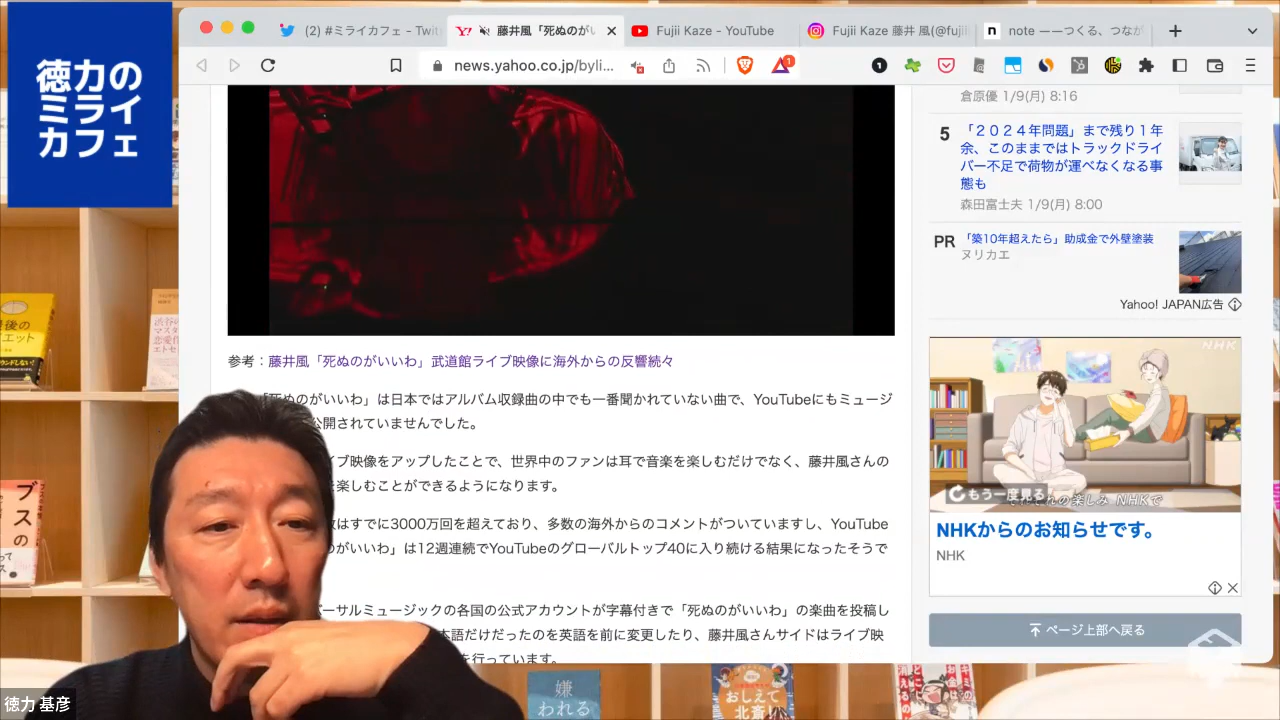 徳力の
ミライ
カフェ
(2) #ミライカフェ - Twit
藤井風「死ぬのがい
Fujii Kaze - YouTube
Fujii Kaze 藤井 風(@fujii
note ——つくる、つなが
news.yahoo.co.jp/byli...
1
倉原優 1/9(月) 8:16
5
「２０２４年問題」まで残り１年
余、このままではトラックドライ
バー不足で荷物が運べなくなる事
態も
森田富士夫 1/9(月) 8:00
PR
「築10年超えたら」助成金で外壁塗装
ヌリカエ
Yahoo! JAPAN広告
参考：藤井風「死ぬのがいいわ」武道館ライブ映像に海外からの反響続々
死ぬのがいいわ」は日本ではアルバム収録曲の中でも一番聞かれていない曲で、YouTubeにもミュージ
公開されていませんでした。
イブ映像をアップしたことで、世界中のファンは耳で音楽を楽しむだけでなく、藤井風さんの
楽しむことができるようになります。
はすでに3000万回を超えており、多数の海外からのコメントがついていますし、YouTube
のがいいわ」は12週連続でYouTubeのグローバルトップ40に入り続ける結果になったそうで
バーサルミュージックの各国の公式アカウントが字幕付きで「死ぬのがいいわ」の楽曲を投稿し
語だけだったのを英語を前に変更したり、藤井風さんサイドはライブ映
を行っています。
NHK
もう一度見る
の楽しみ NHKで
NHKからのお知らせです。
NHK
ページ上部へ戻る
ブスの
嫌
われる
おしえて
北斎!
徳力 基彦